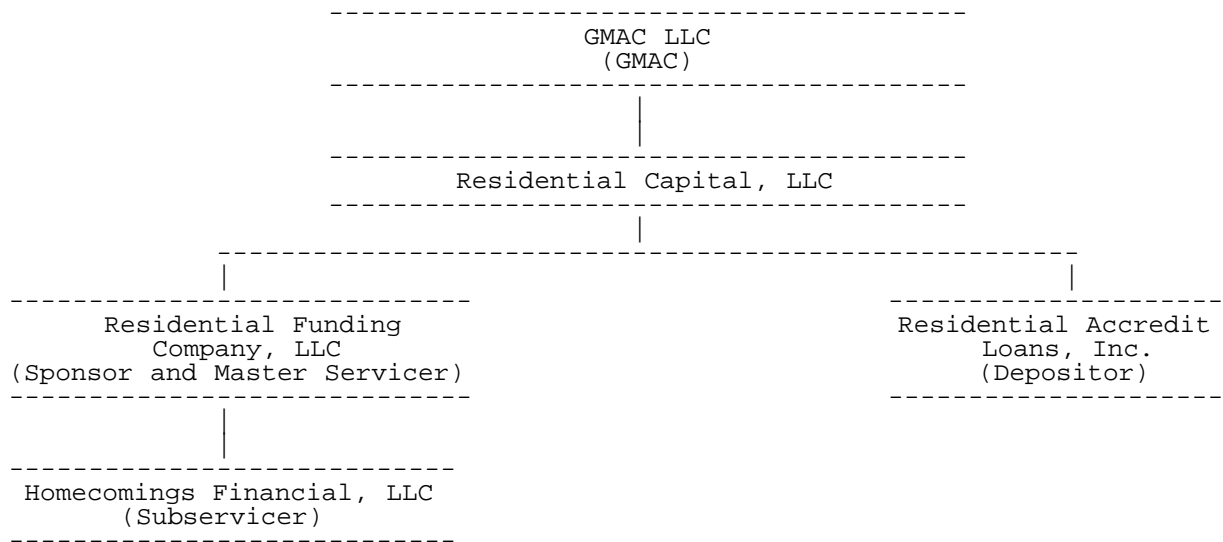 GMAC LLC
(GMAC)
Residential Capital, LLC
Residential Funding
Company, LLC
(Sponsor and Master Servicer)
Residential Accredit
Loans, Inc.
(Depositor)
Homecomings Financial, LLC
(Subservicer)